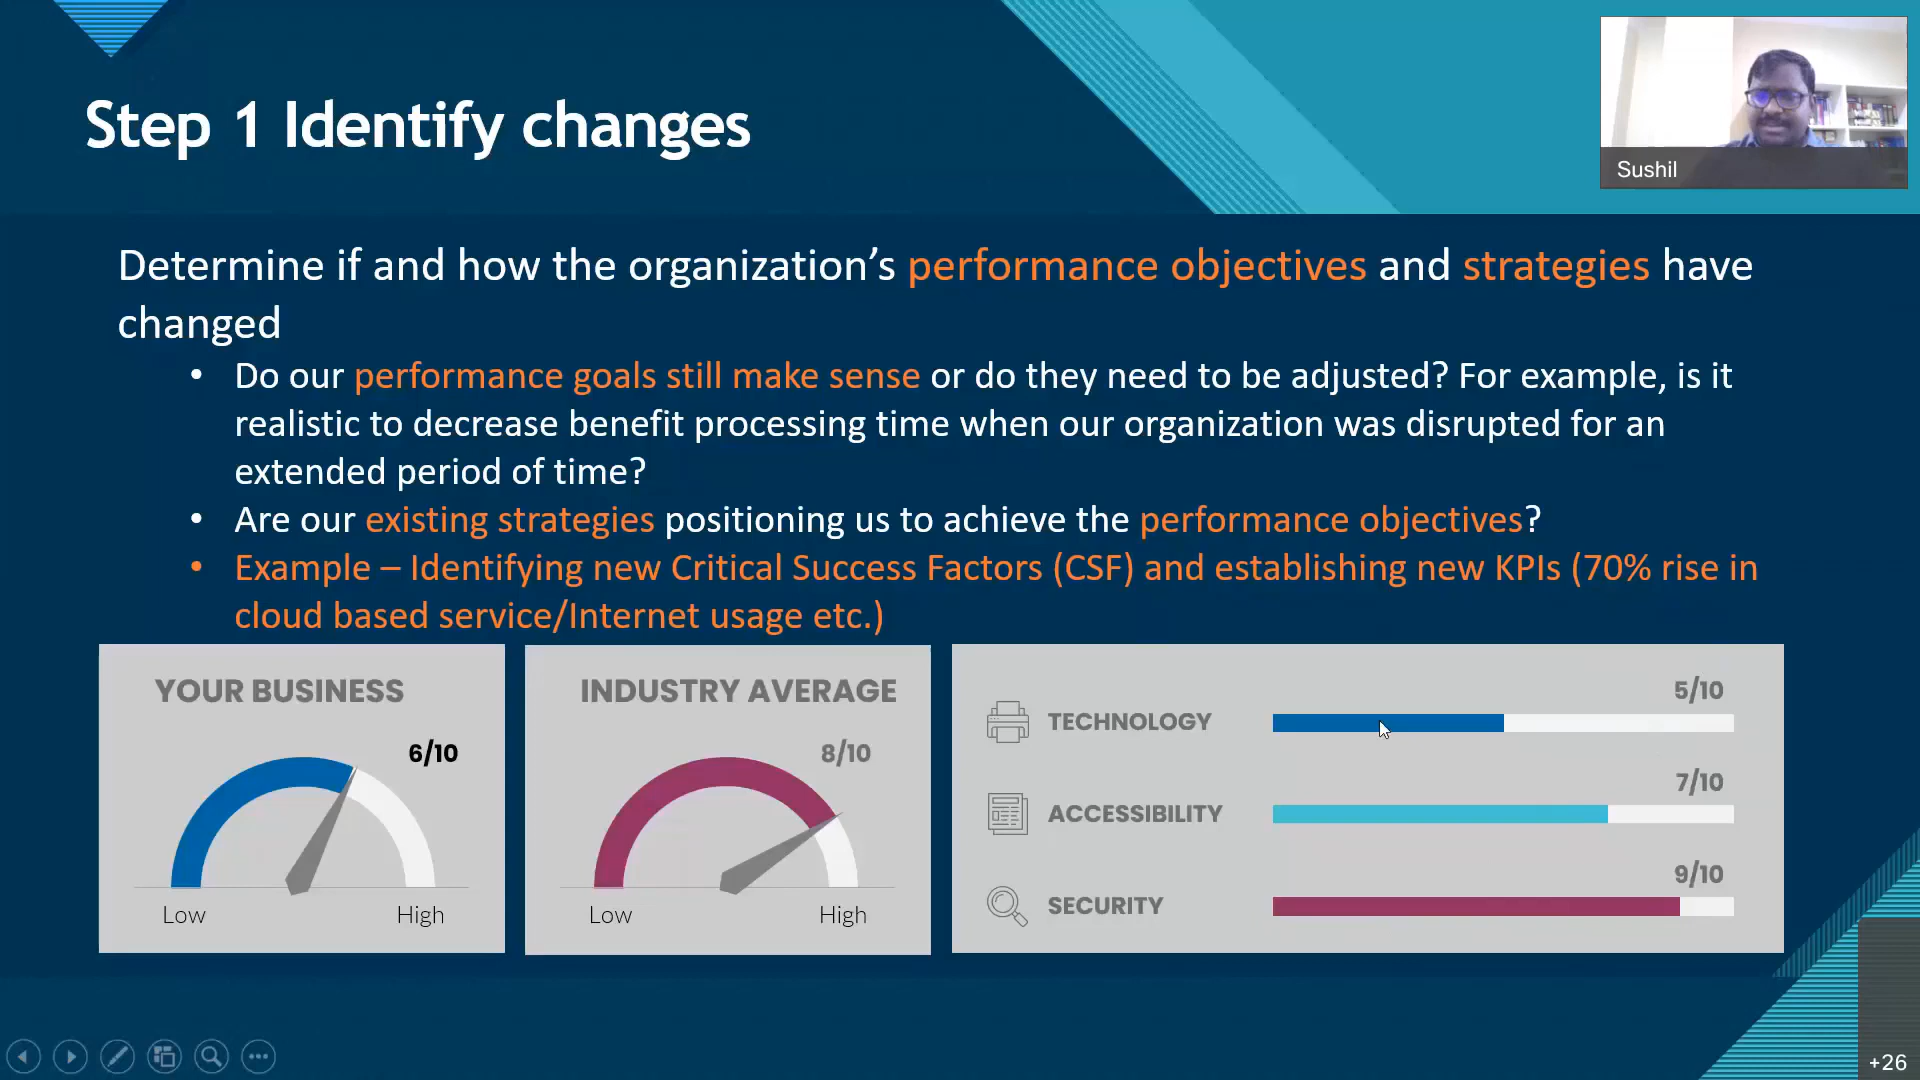 Step 1 Identify changes
Sushil
Determine if and how the organization’s performance objectives and strategies have
changed
• Do our performance goals still make sense or do they need to be adjusted? For example, is it
realistic to decrease benefit processing time when our organization was disrupted for an
extended period of time?
• Are our existing strategies positioning us to achieve the performance objectives?
• Example – Identifying new Critical Success Factors (CSF) and establishing new KPIs (70% rise in
cloud based service/Internet usage etc.)
YOUR BUSINESS
6/10
Low High
INDUSTRY AVERAGE
8/10
Low High
5/10
TECHNOLOGY
7/10
ACCESSIBILITY
9/10
SECURITY
+26